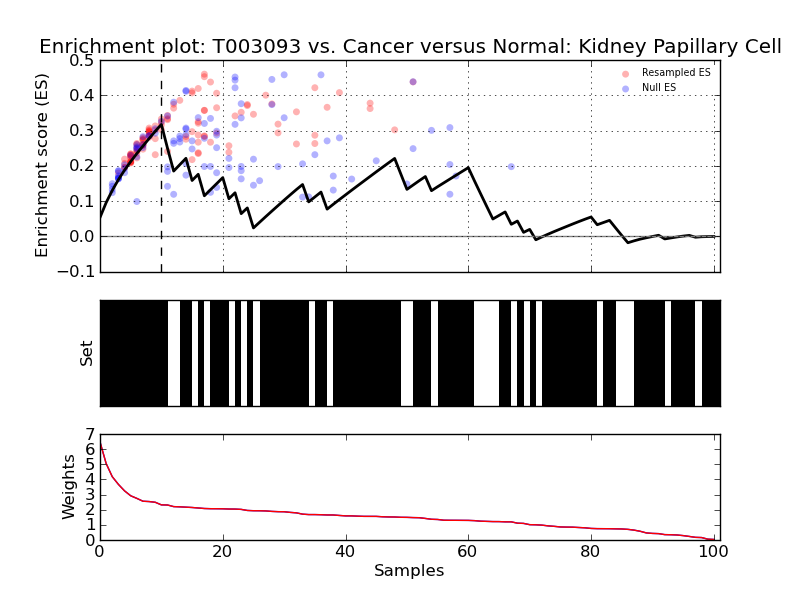 Enrichment plot: T003093 vs. Cancer versus Normal: Kidney Papillary Cell
Enrichment score (ES)
0.5
0.4
0.3
0.2
0.1
0.0
−0.1
Resampled ES
Null ES
Set
Weights
7
6
5
4
3
2
1
0
0 20 40 60 80 100
Samples